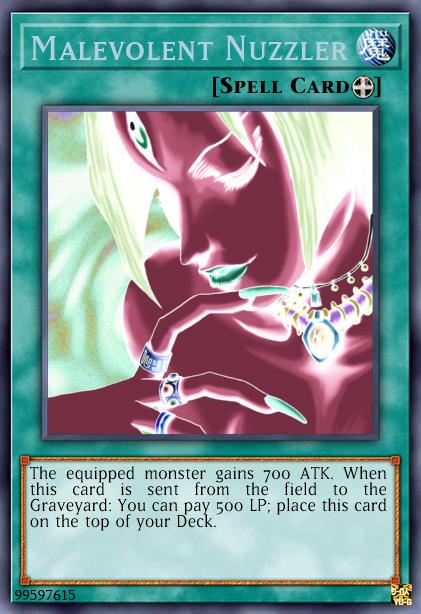 Malevolent Nuzzler
魔
[Spell Card]
The equipped monster gains 700 ATK. When
this card is sent from the field to the
Graveyard: You can pay 500 LP; place this card
on the top of your Deck.
99597615